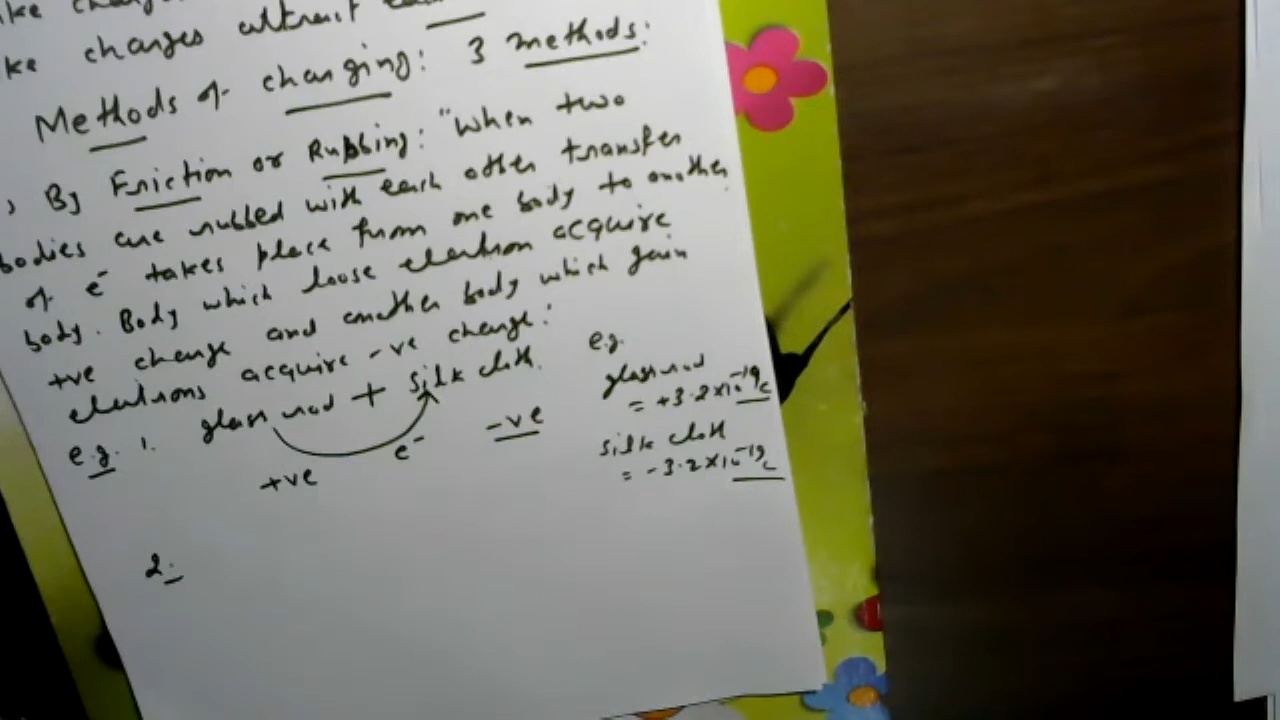 ke charges attract
Methods of charging: 3 methods:
, By Friction or Rubbing: "When two
bodies are rubbed with each other transfer
of e⁻ takes place from one body to another
body. Body which loose electron acquire
+ve charge and another body which gain
electrons acquire -ve charge."
e.g. 1. glass rod + silk cloth.
+ve e⁻ -ve
e.g.
glass rod
= +3.2×10⁻¹⁹c
silk cloth
= -3.2×10⁻¹⁹c
2.